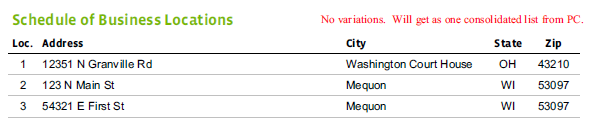 Schedule of Business Locations No variations. Will get as one consolidated list from PC.
Loc. Address City State Zip
1 12351 N Granville Rd Washington Court House OH 43210
2 123 N Main St Mequon WI 53097
3 54321 E First St Mequon WI 53097